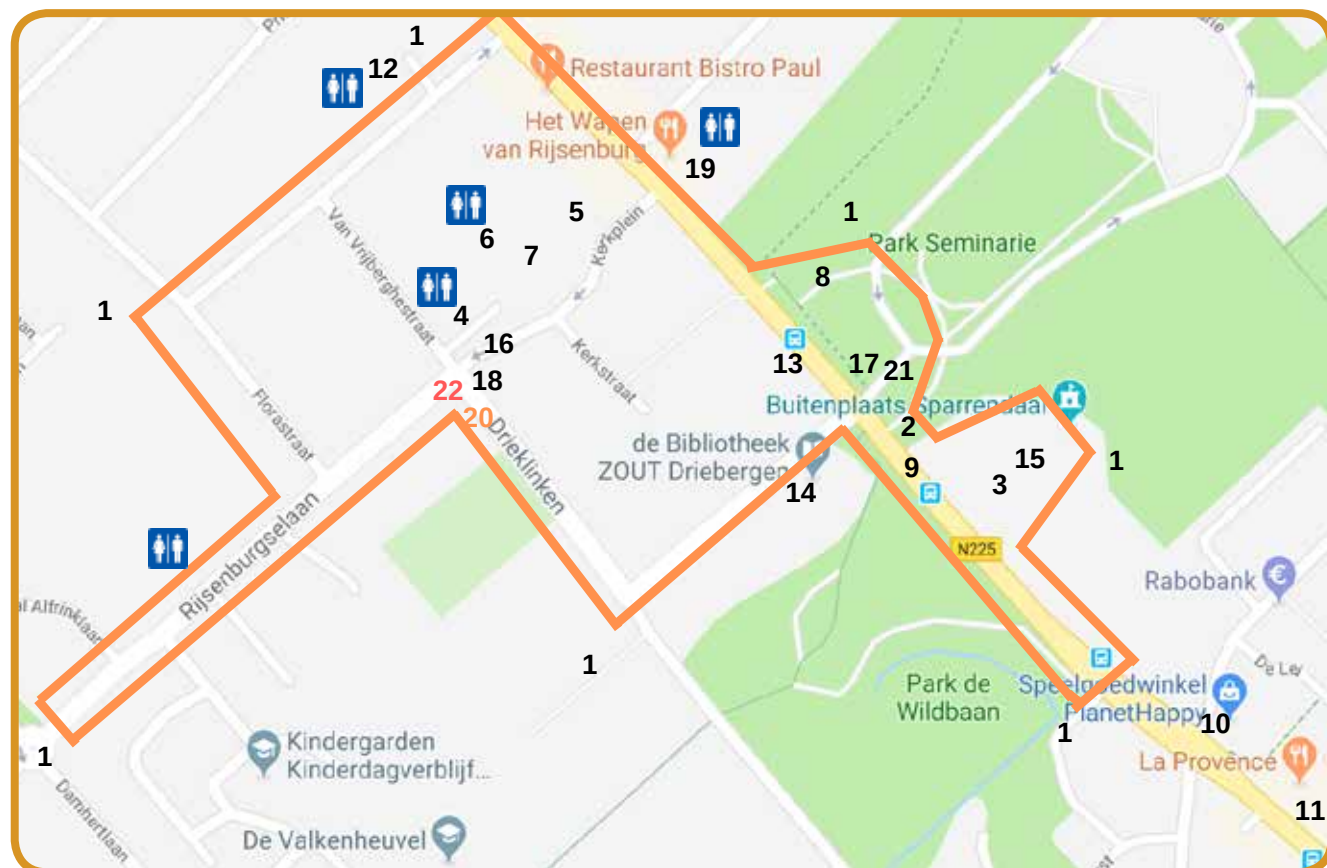 1
12
Restaurant Bistro Paul
Het Wapen
van Rijsenburg
19
5
6
7
Kerkplein
1
Park Seminarie
8
Van Vrijberghestraat
1
4
16
18
22
20
Kerkstraat
13
17
21
Buitenplaats Sparrendaal
2
de Bibliotheek
ZOUT Driebergen
9
15
3
1
14
Florastraat
Drieklinken
N225
Rijsenburgselaan
Rabobank
al Alfrinklaan
1
De Ler
Park de
Wildbaan
Speelgoedwinkel
PlanetHappy
10
1
1
Kindergarden
Kinderdagverblijf...
La Provence
11
Damhertlaan
De Valkenheuvel